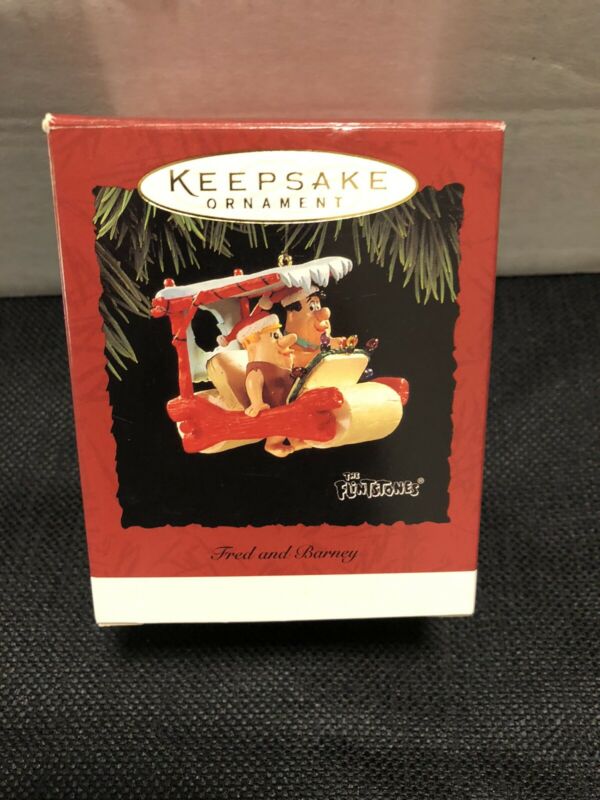 KEEPSAKE
ORNAMENT
THE
FLINTSTONES®
Fred and Barney